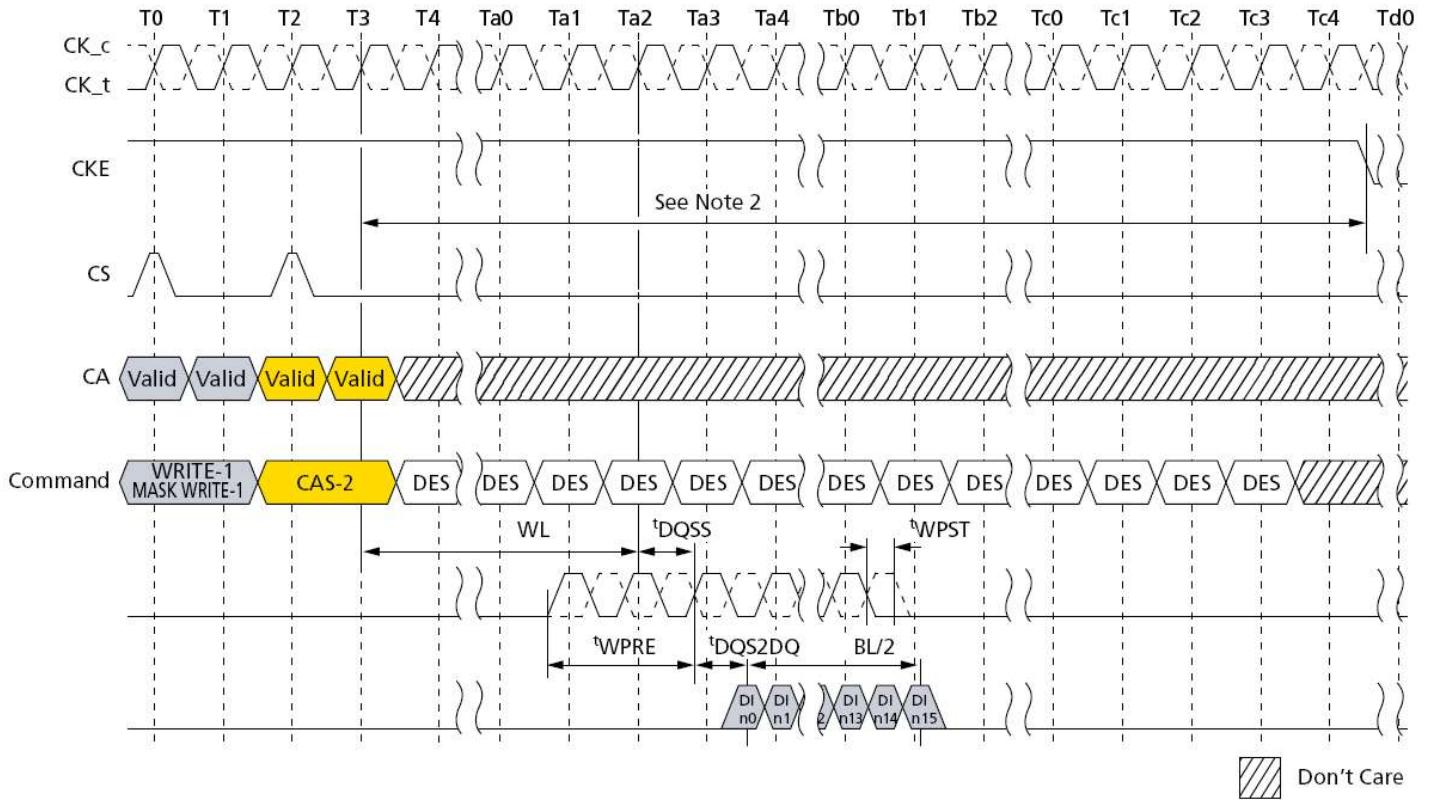 T0 T1 T2 T3 T4 Ta0 Ta1 Ta2 Ta3 Ta4 Tb0 Tb1 Tb2 Tc0 Tc1 Tc2 Tc3 Tc4 Td0
CK_c
CK_t
CKE
See Note 2
CS
CA Valid Valid Valid Valid
Command WRITE-1 MASK WRITE-1 CAS-2 DES DES DES DES DES DES DES DES DES DES DES DES DES
WL tDQSS tWPST
tWPRE tDQS2DQ BL/2
DI n0 DI n1 2 DI n13 DI n14 DI n15
Don't Care